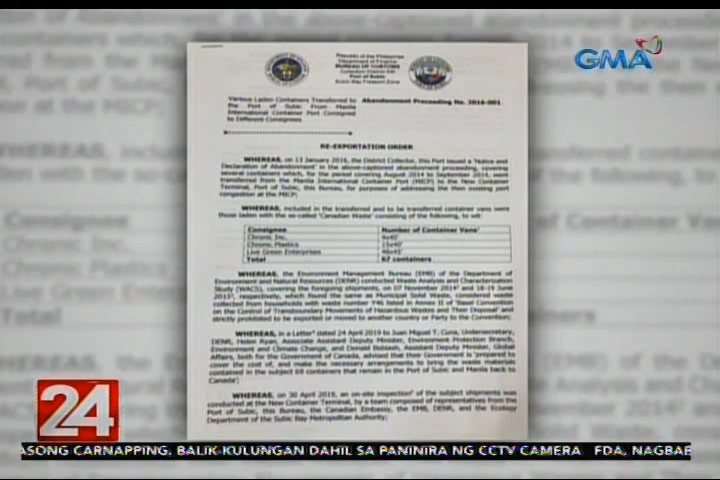 GMA
Republic of the Philippines
Department of Finance
BUREAU OF CUSTOMS
Collection District XIII
Port of Subic
Subic Bay Freeport Zone
Various Laden Containers Transferred to
the Port of Subic From Manila
International Container Port Consigned
to Different Consignees
Abandonment Proceeding No. 2016-001
RE-EXPORTATION ORDER
WHEREAS, on 13 January 2016, the District Collector, this Port issued a 'Notice and
Declaration of Abandonment' in the above-captioned abandonment proceeding, covering
several containers which, for the period covering August 2014 to September 2014, were
transferred from the Manila International Container Port (MICP) to the New Container
Terminal, Port of Subic, this Bureau, for purposes of addressing the then existing port
congestion at the MICP;
WHEREAS, included in the transferred and to be transferred container vans were
those laden with the so-called 'Canadian Waste' consisting of the following, to wit:
Consignee Number of Container Vans
Chronic Inc. 4x40'
Chronic Plastics 15x40'
Live Green Enterprises 48x45'
Total 67 containers
WHEREAS, the Environment Management Bureau (EMB) of the Department of
Environment and Natural Resources (DENR) conducted Waste Analysis and Characterization
Study (WACS), covering the foregoing shipments, on 07 November 2014 and 16-19 June
2015, respectively, which found the same as Municipal Solid Waste, considered waste
collected from households with waste number Y46 listed in Annex II of 'Basel Convention
on the Control of Transboundary Movements of Hazardous Wastes and Their Disposal' and
strictly prohibited to be exported or moved to another country or Party to the Convention;
WHEREAS, in a Letter dated 24 April 2019 to Juan Miguel T. Cuna, Undersecretary,
DENR, Helen Ryan, Associate Assistant Deputy Minister, Environment Protection Branch,
Environment and Climate Change, and Donald Bobiash, Assistant Deputy Minister, Global
Affairs, both for the Government of Canada, advised that their Government is 'prepared to
cover the cost of, and make the necessary arrangements to bring the waste materials
contained in the subject 69 containers that remain in the Port of Subic and Manila back to
Canada';
WHEREAS, on 30 April 2019, an on-site inspection of the subject shipments was
conducted at the New Container Terminal, by a team composed of representatives from the
Port of Subic, this Bureau, the Canadian Embassy, the EMB, DENR, and the Ecology
Department of the Subic Bay Metropolitan Authority;
24
ASONG CARNAPPING, BALIK-KULUNGAN DAHIL SA PANINIRA NG CCTV CAMERA FDA, NAGBAB